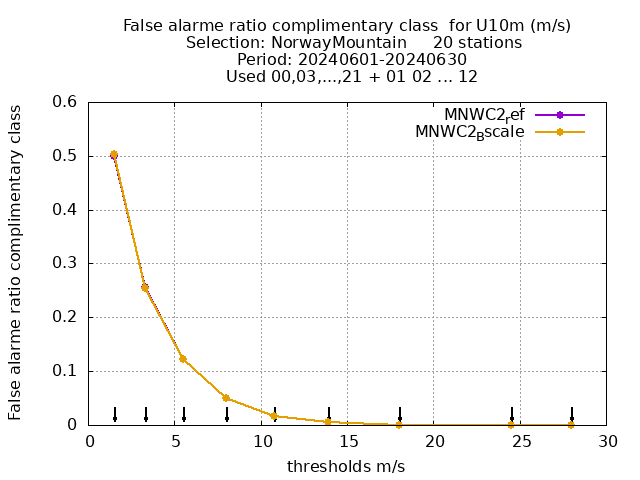 False alarme ratio complimentary class  for U10m (m/s)
Selection: NorwayMountain     20 stations
Period: 20240601-20240630
Used 00,03,...,21 + 01 02 ... 12
MNWC2ref
MNWC2Bscale
False alarme ratio complimentary class
0.6
0.5
0.4
0.3
0.2
0.1
0
0 5 10 15 20 25 30
thresholds m/s